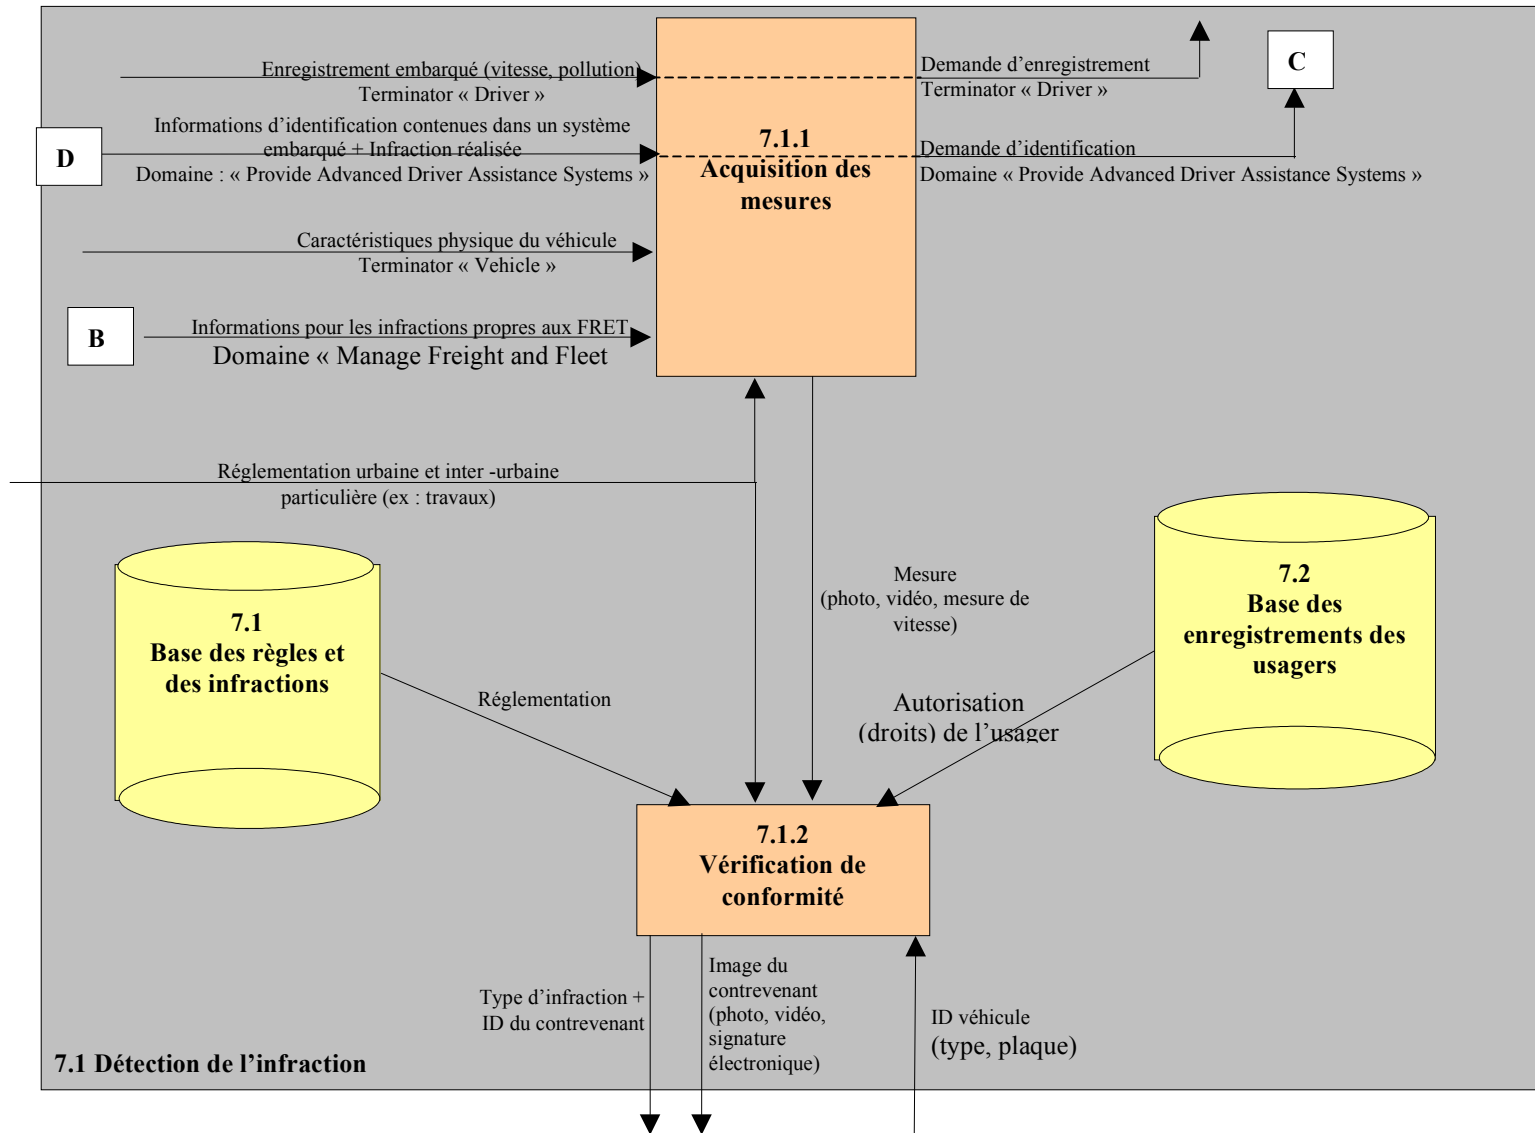 Enregistrement embarqué (vitesse, pollution)
Terminator « Driver »
Demande d'enregistrement
Terminator « Driver »
C
D
Informations d'identification contenues dans un système
embarqué + Infraction réalisée
Domaine : « Provide Advanced Driver Assistance Systems »
7.1.1
Acquisition des
mesures
Demande d'identification
Domaine « Provide Advanced Driver Assistance Systems »
Caractéristiques physique du véhicule
Terminator « Vehicle »
B
Informations pour les infractions propres aux FRET
Domaine « Manage Freight and Fleet
Réglementation urbaine et inter -urbaine
particulière (ex : travaux)
7.1
Base des règles et
des infractions
Réglementation
Mesure
(photo, vidéo, mesure de
vitesse)
7.2
Base des
enregistrements des
usagers
Autorisation
(droits) de l'usager
7.1.2
Vérification de
conformité
Type d'infraction +
ID du contrevenant
Image du
contrevenant
(photo, vidéo,
signature
électronique)
ID véhicule
(type, plaque)
7.1 Détection de l'infraction